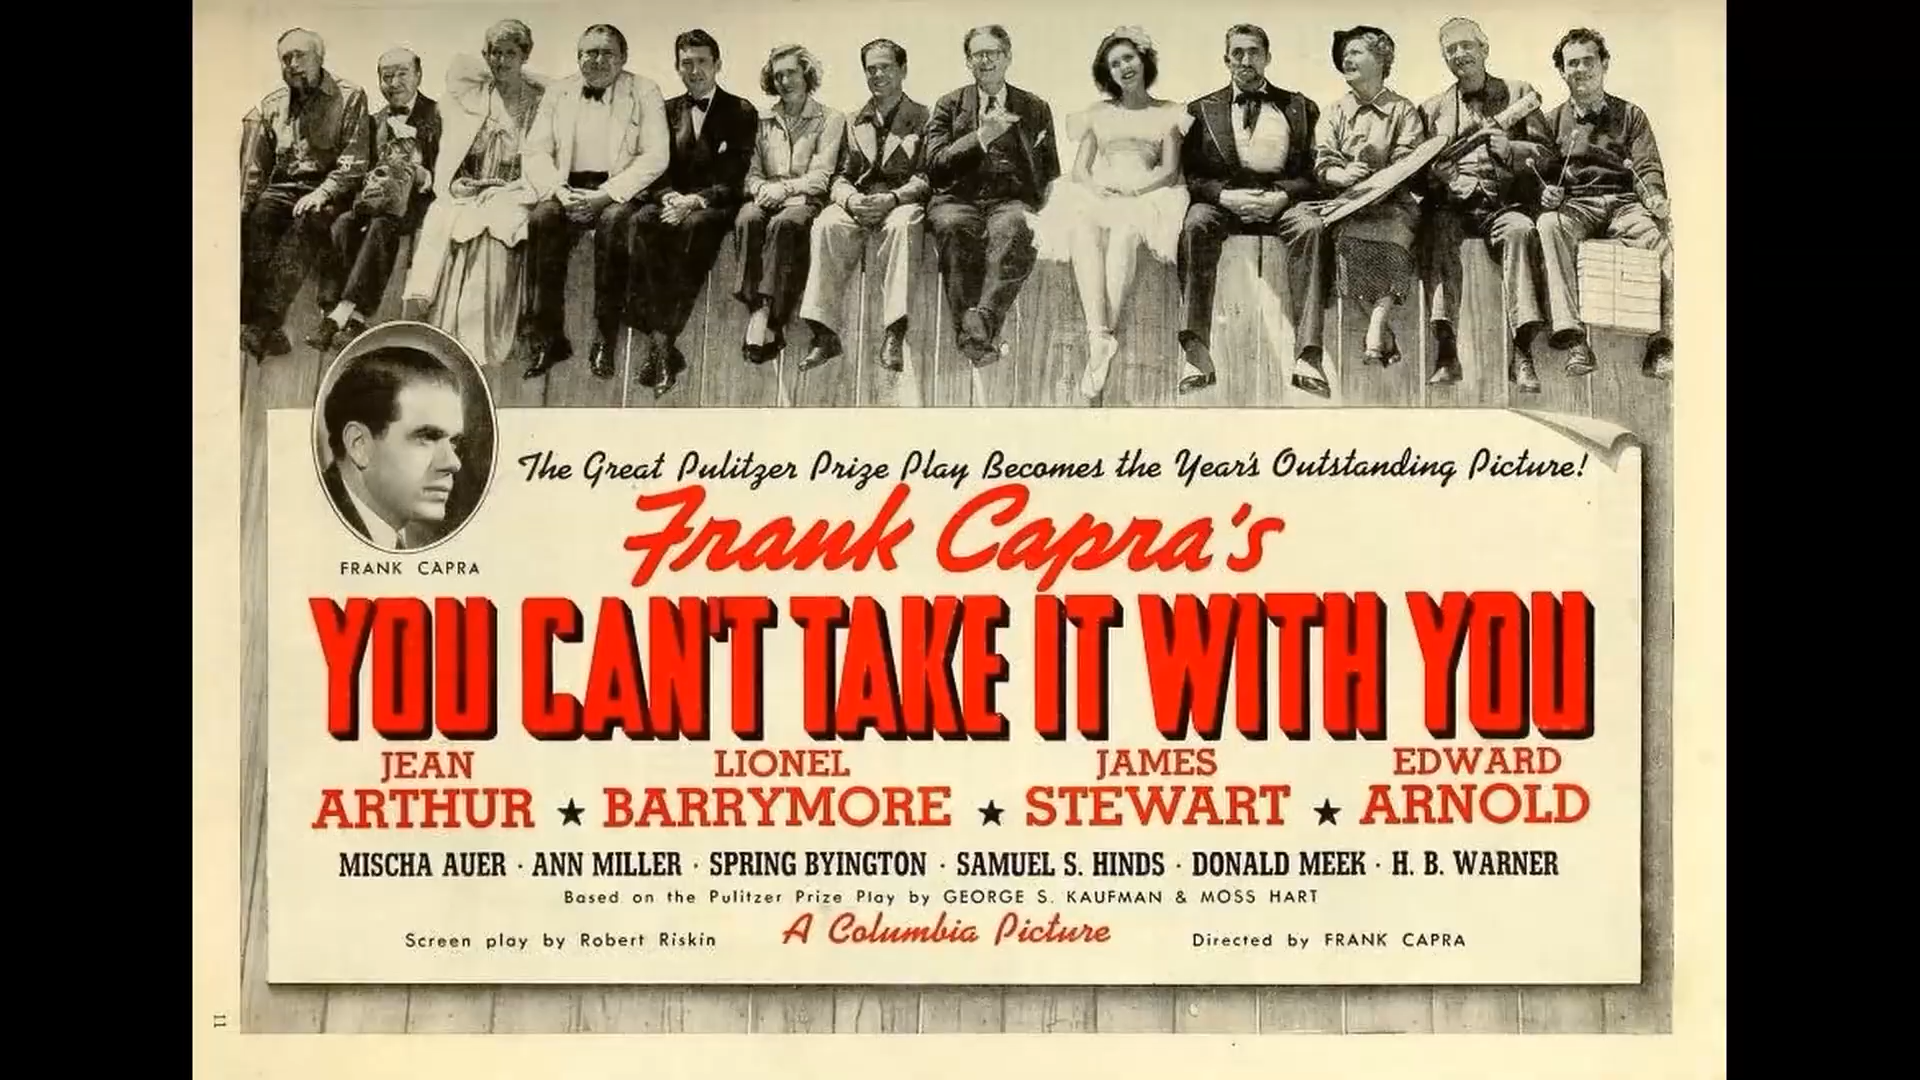 FRANK CAPRA
The Great Pulitzer Prize Play Becomes the Year's Outstanding Picture!
Frank Capra's
YOU CAN'T TAKE IT WITH YOU
JEAN ARTHUR ★ LIONEL BARRYMORE ★ JAMES STEWART ★ EDWARD ARNOLD
MISCHA AUER · ANN MILLER · SPRING BYINGTON · SAMUEL S. HINDS · DONALD MEEK · H. B. WARNER
Based on the Pulitzer Prize Play by GEORGE S. KAUFMAN & MOSS HART
A Columbia Picture
Screen play by Robert Riskin
Directed by FRANK CAPRA
11